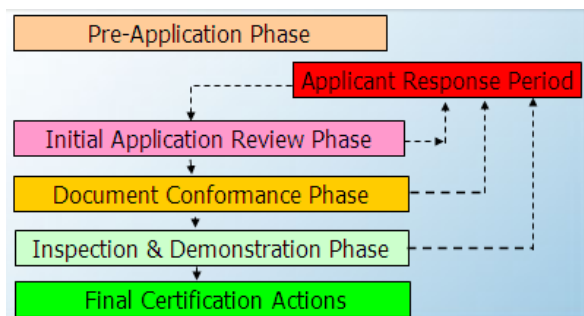 Pre-Application Phase
Applicant Response Period
Initial Application Review Phase
Document Conformance Phase
Inspection & Demonstration Phase
Final Certification Actions